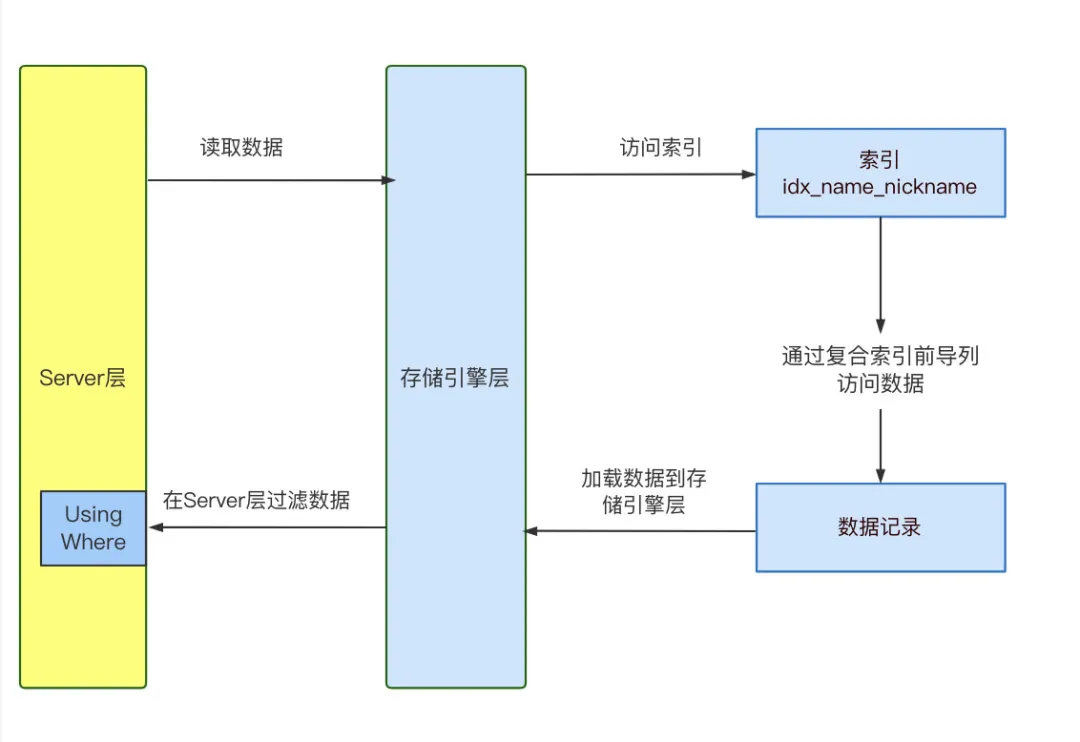 读取数据
访问索引
索引
idx_name_nickname
通过复合索引前导列
访问数据
Server层
存储引擎层
加载数据到存
储引擎层
在Server层过滤数据
Using
Where
数据记录